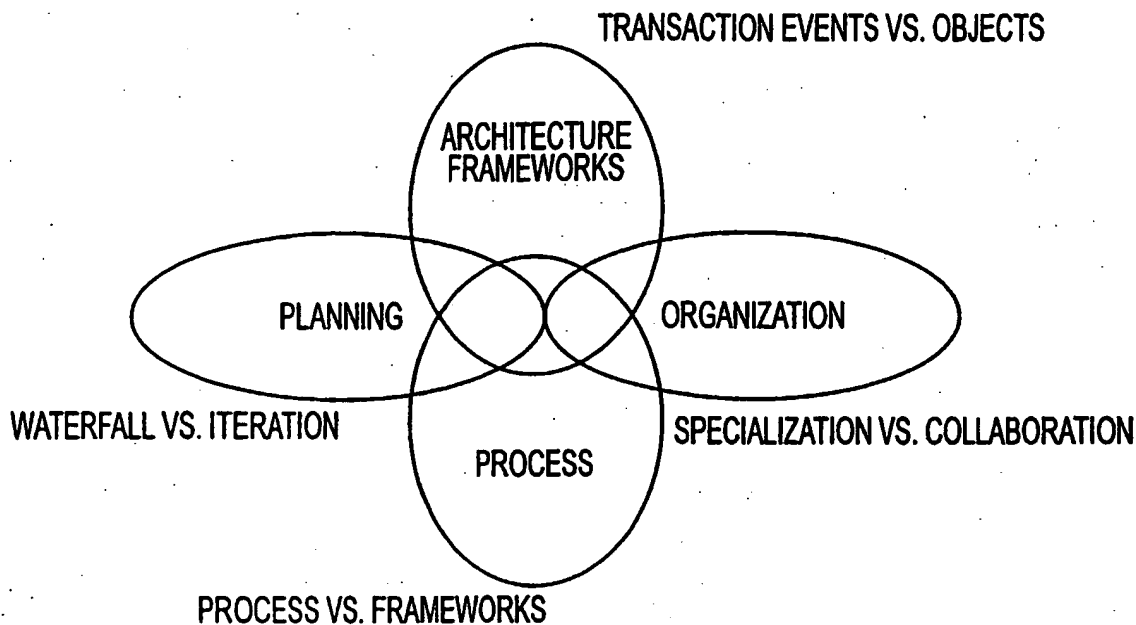 TRANSACTION EVENTS VS. OBJECTS
ARCHITECTURE
FRAMEWORKS
PLANNING
ORGANIZATION
WATERFALL VS. ITERATION
SPECIALIZATION VS. COLLABORATION
PROCESS
PROCESS VS. FRAMEWORKS